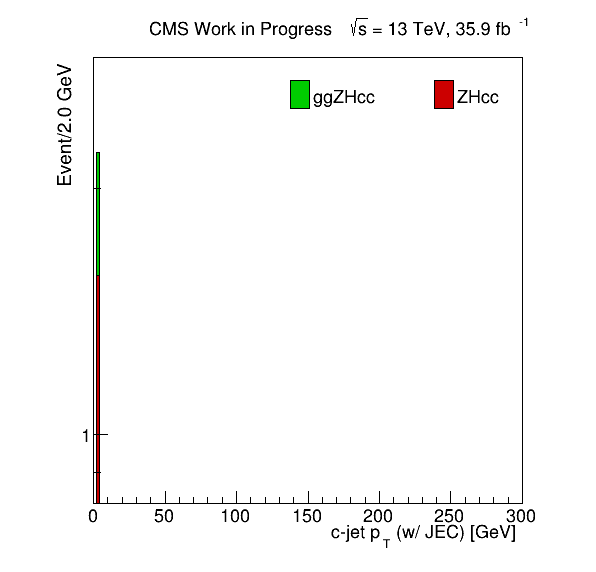 CMS Work in Progress √s = 13 TeV, 35.9 fb -1
Event/2.0 GeV
ggZHcc ZHcc
1
0 50 100 150 200 250 300
c-jet p T (w/ JEC) [GeV]